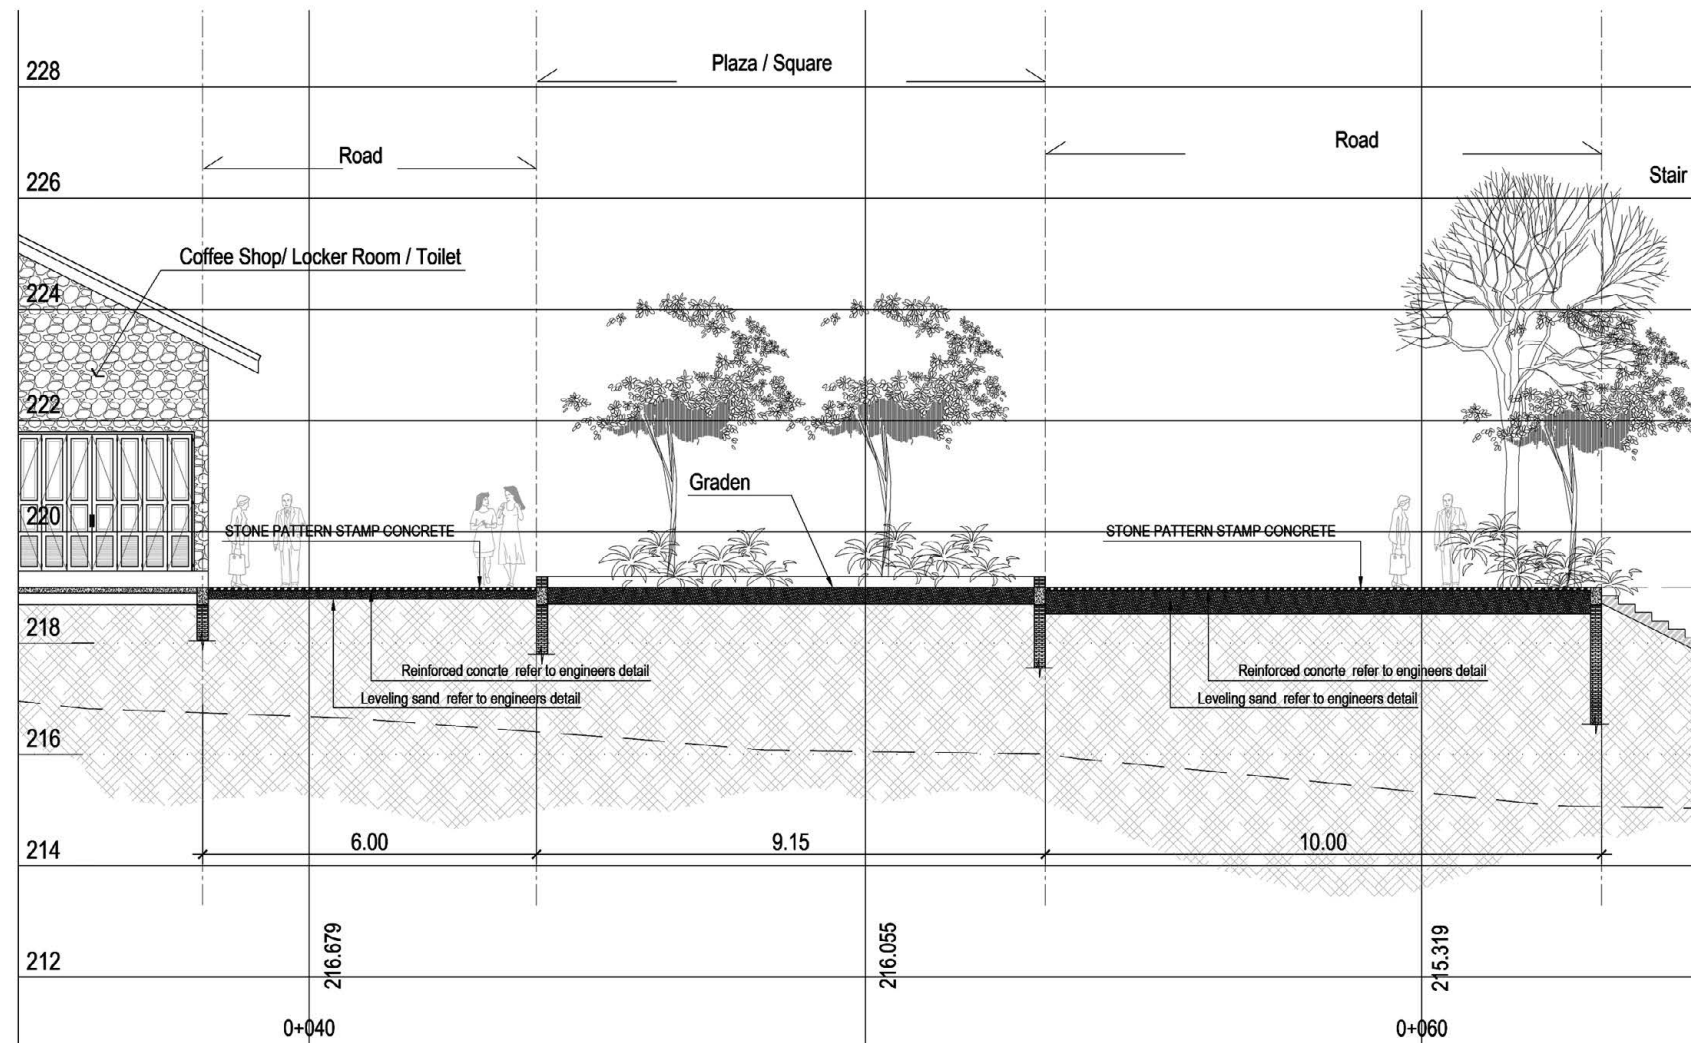 Plaza / Square
228
Road
Road
226
Stair
Coffee Shop/ Locker Room / Toilet
224
222
Graden
220
STONE PATTERN STAMP CONCRETE
STONE PATTERN STAMP CONCRETE
218
Reinforced concrte refer to engineers detail
Reinforced concrte refer to engineers detail
Leveling sand refer to engineers detail
Leveling sand refer to engineers detail
216
6.00
9.15
10.00
214
216.679
216.055
215.319
212
0+040
0+060